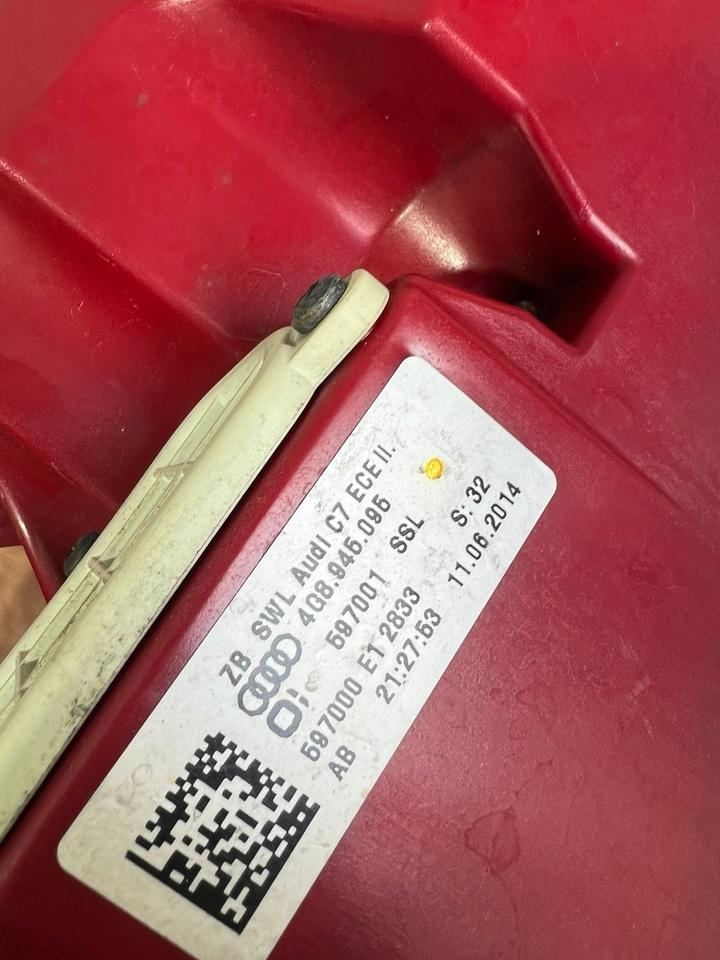 ZB SWL Audi C7 ECE II.
4G8.945.095
597001 SSL
597000 E1 2833 S: 32
AB 21:27:53 11.06.2014